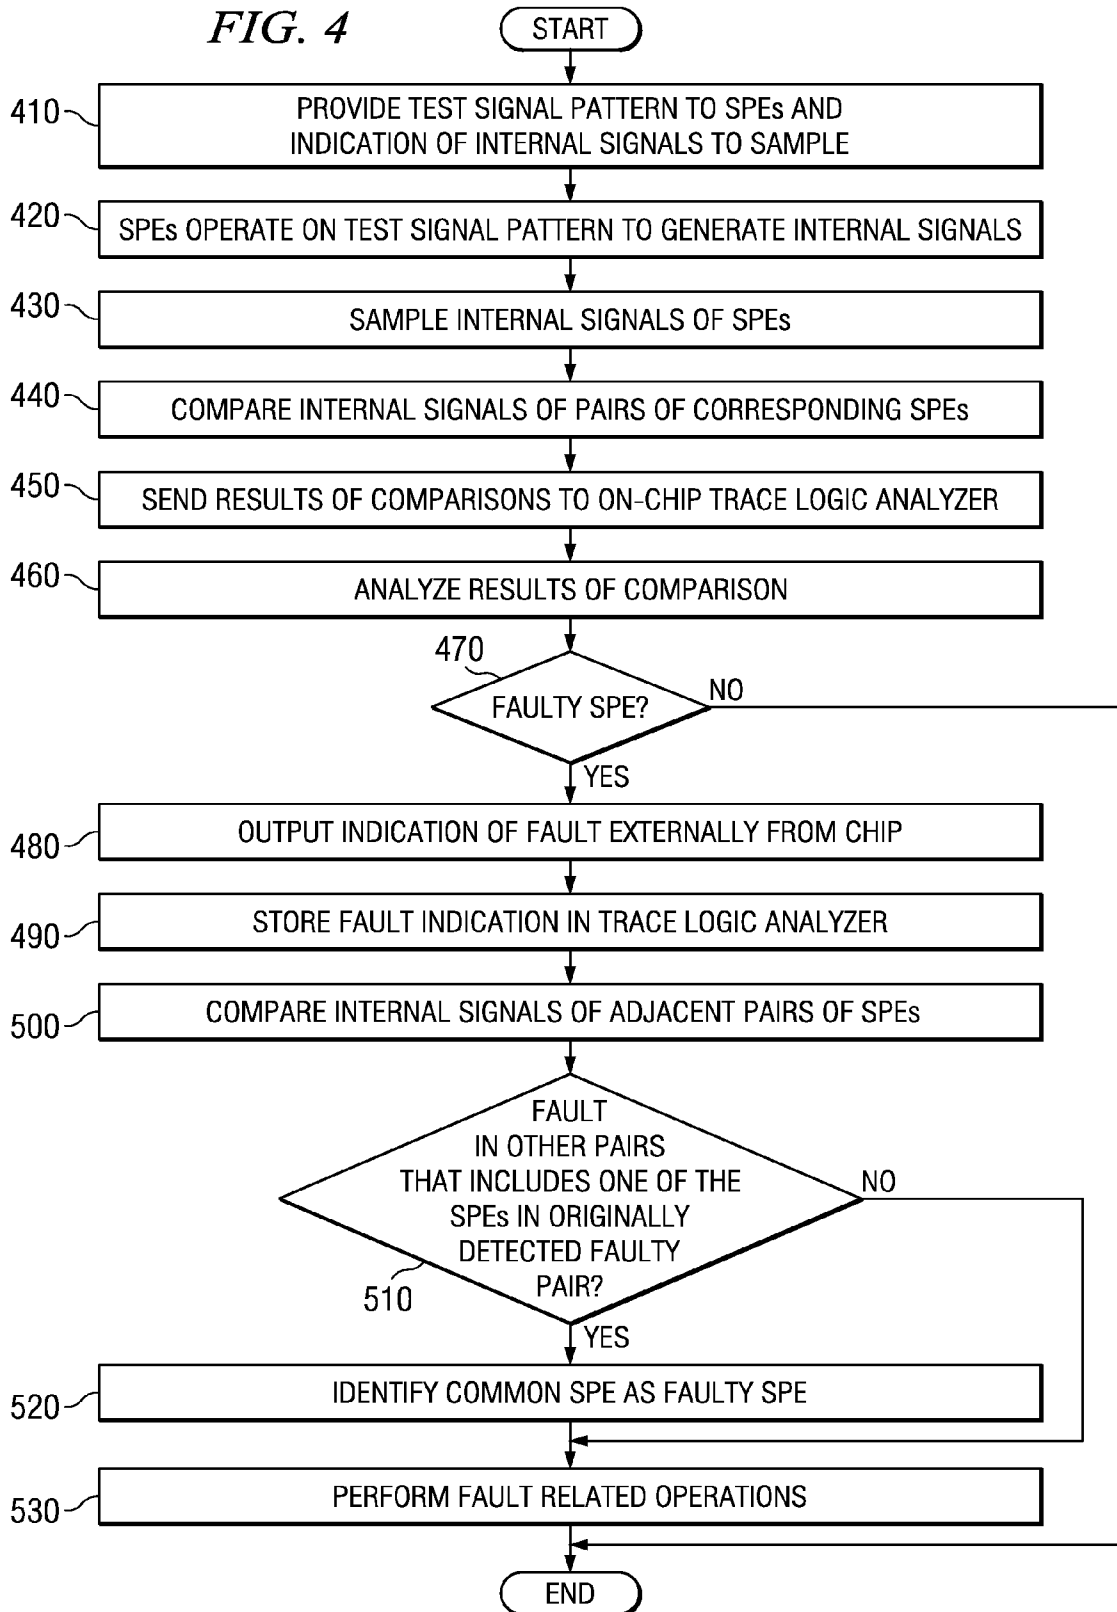 FIG. 4
START
410
PROVIDE TEST SIGNAL PATTERN TO SPEs AND
INDICATION OF INTERNAL SIGNALS TO SAMPLE
420
SPEs OPERATE ON TEST SIGNAL PATTERN TO GENERATE INTERNAL SIGNALS
430
SAMPLE INTERNAL SIGNALS OF SPEs
440
COMPARE INTERNAL SIGNALS OF PAIRS OF CORRESPONDING SPEs
450
SEND RESULTS OF COMPARISONS TO ON-CHIP TRACE LOGIC ANALYZER
460
ANALYZE RESULTS OF COMPARISON
470
FAULTY SPE?
NO
YES
480
OUTPUT INDICATION OF FAULT EXTERNALLY FROM CHIP
490
STORE FAULT INDICATION IN TRACE LOGIC ANALYZER
500
COMPARE INTERNAL SIGNALS OF ADJACENT PAIRS OF SPEs
FAULT
IN OTHER PAIRS
THAT INCLUDES ONE OF THE
SPEs IN ORIGINALLY
DETECTED FAULTY
PAIR?
NO
510
YES
520
IDENTIFY COMMON SPE AS FAULTY SPE
530
PERFORM FAULT RELATED OPERATIONS
END